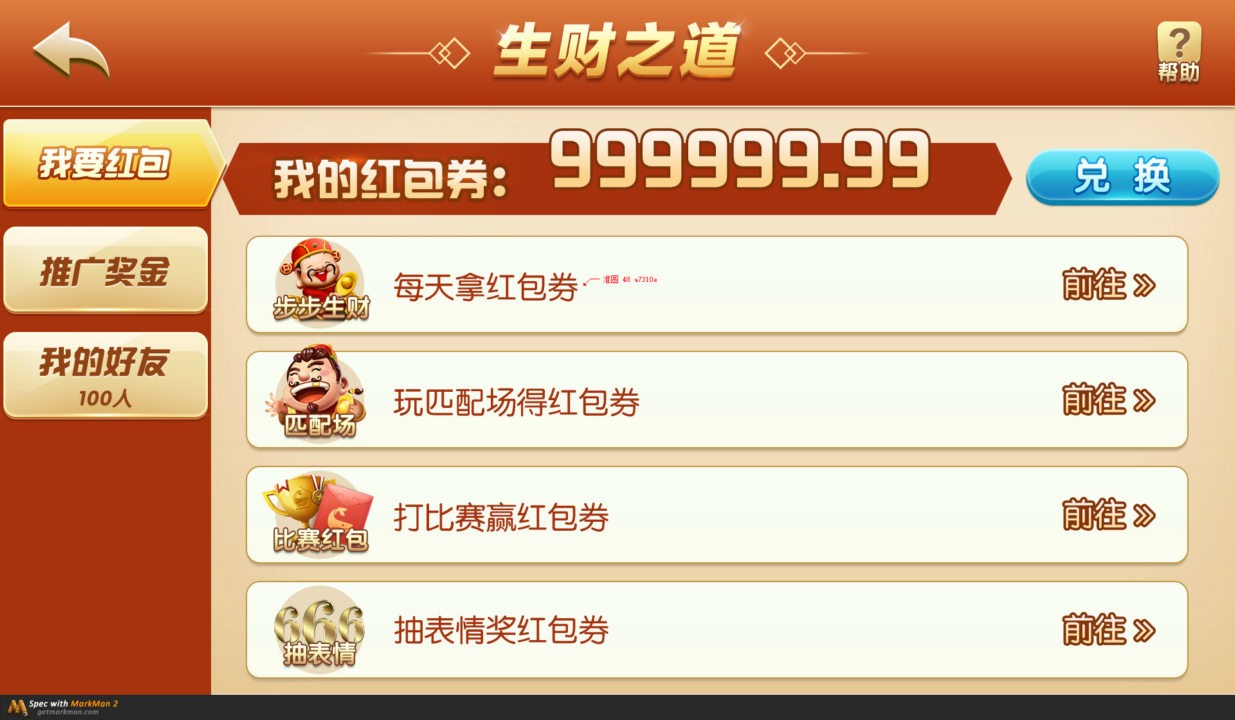 生财之道
帮助
我要红包
推广奖金
我的好友
100人
我的红包券：
999999.99
兑 换
步步生财
每天拿红包券
准圆 48 a7310e
前往
匹配场
玩匹配场得红包券
前往
比赛红包
打比赛赢红包券
前往
666
抽表情
抽表情奖红包券
前往
Spec with MarkMan 2
getmarkman.com